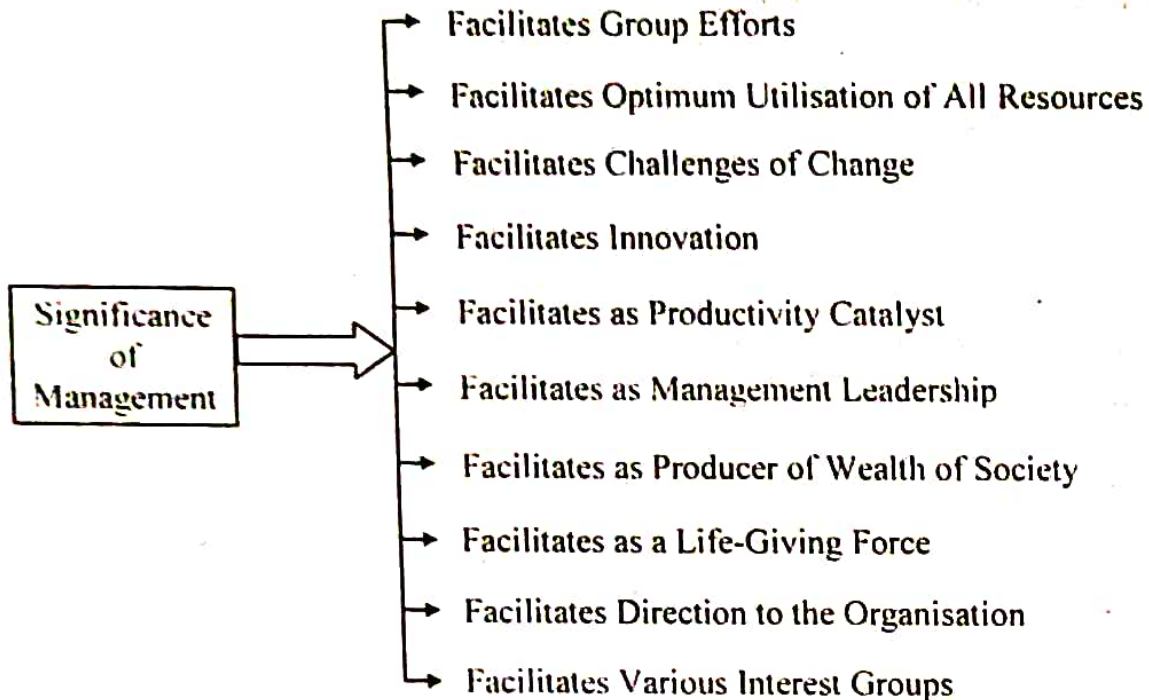 Significance
of
Management
Facilitates Group Efforts
Facilitates Optimum Utilisation of All Resources
Facilitates Challenges of Change
Facilitates Innovation
Facilitates as Productivity Catalyst
Facilitates as Management Leadership
Facilitates as Producer of Wealth of Society
Facilitates as a Life-Giving Force
Facilitates Direction to the Organisation
Facilitates Various Interest Groups